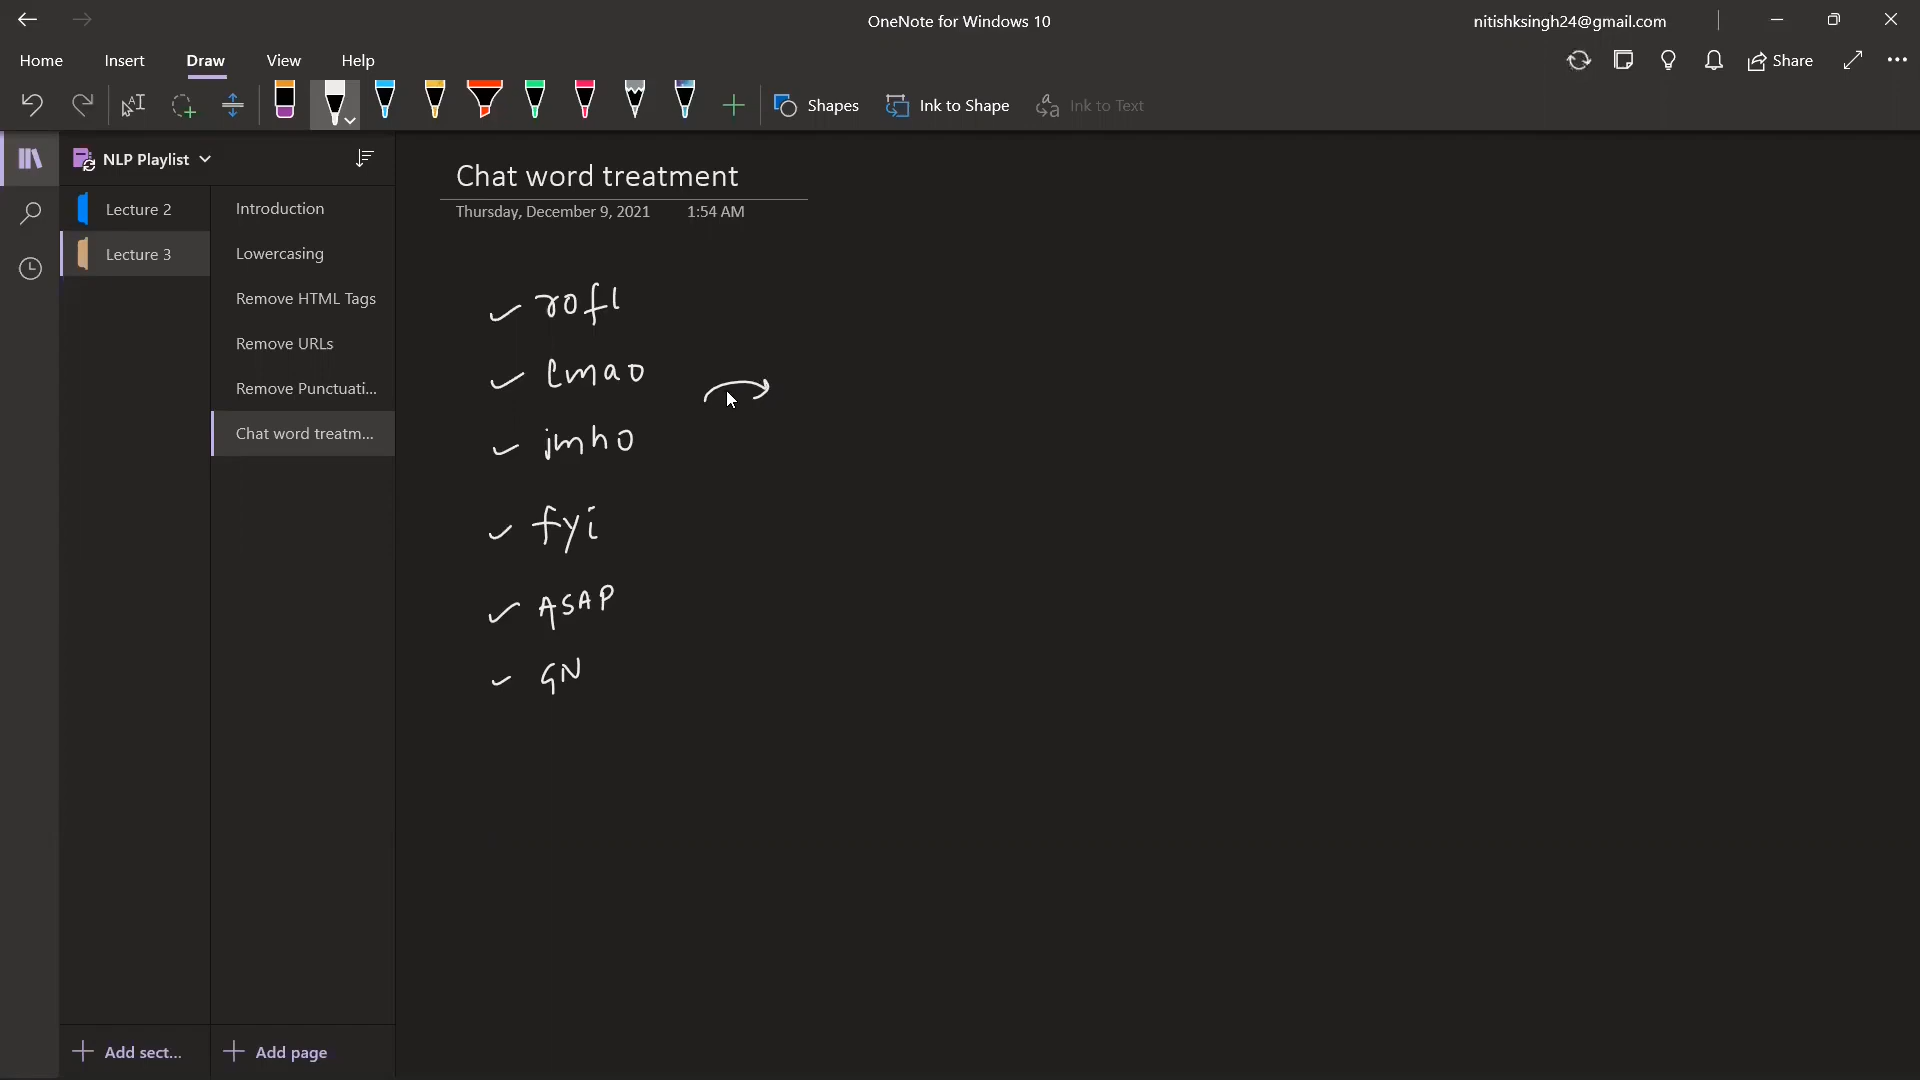 OneNote for Windows 10
nitishksingh24@gmail.com
Home Insert Draw View Help
Share
Shapes Ink to Shape Ink to Text
NLP Playlist
Lecture 2
Lecture 3
Introduction
Lowercasing
Remove HTML Tags
Remove URLs
Remove Punctuati...
Chat word treatm...
Chat word treatment
Thursday, December 9, 2021 1:54 AM
rofl
lmao
imho
fyi
ASAP
GN
Add sect...
Add page